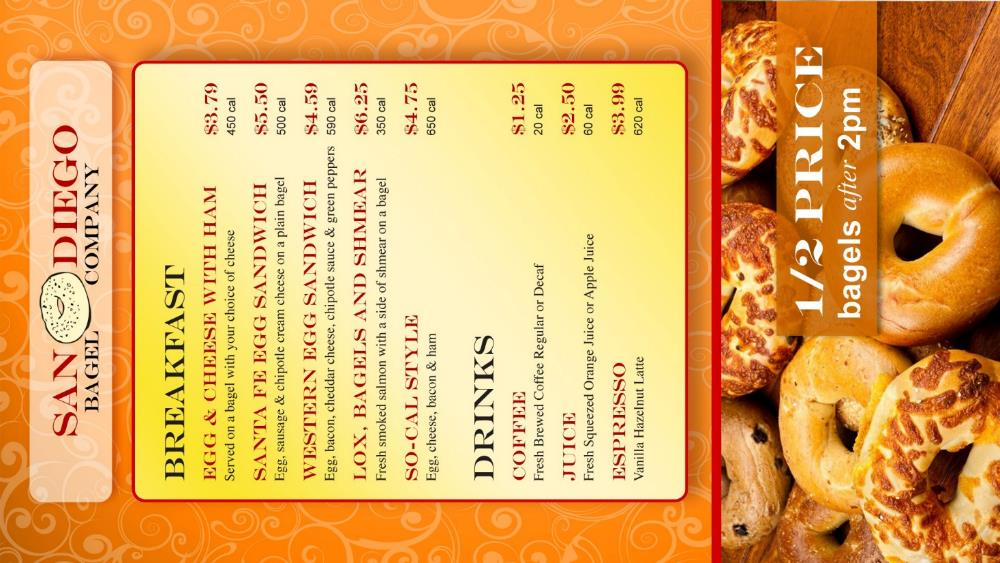 SAN DIEGO
BAGEL COMPANY
BREAKFAST
EGG & CHEESE WITH HAM $3.79
Served on a bagel with your choice of cheese 450 cal
SANTA FE EGG SANDWICH $5.50
Egg, sausage & chipotle cream cheese on a plain bagel 500 cal
WESTERN EGG SANDWICH $4.59
Egg, bacon, cheddar cheese, chipotle sauce & green peppers 590 cal
LOX, BAGELS AND SHMEAR $6.25
Fresh smoked salmon with a side of shmear on a bagel 350 cal
SO-CAL STYLE $4.75
Egg, cheese, bacon & ham 650 cal
DRINKS
COFFEE $1.25
Fresh Brewed Coffee Regular or Decaf 20 cal
JUICE $2.50
Fresh Squeezed Orange Juice or Apple Juice 60 cal
ESPRESSO $3.99
Vanilla Hazelnut Latte 620 cal
1/2 PRICE
bagels after 2pm